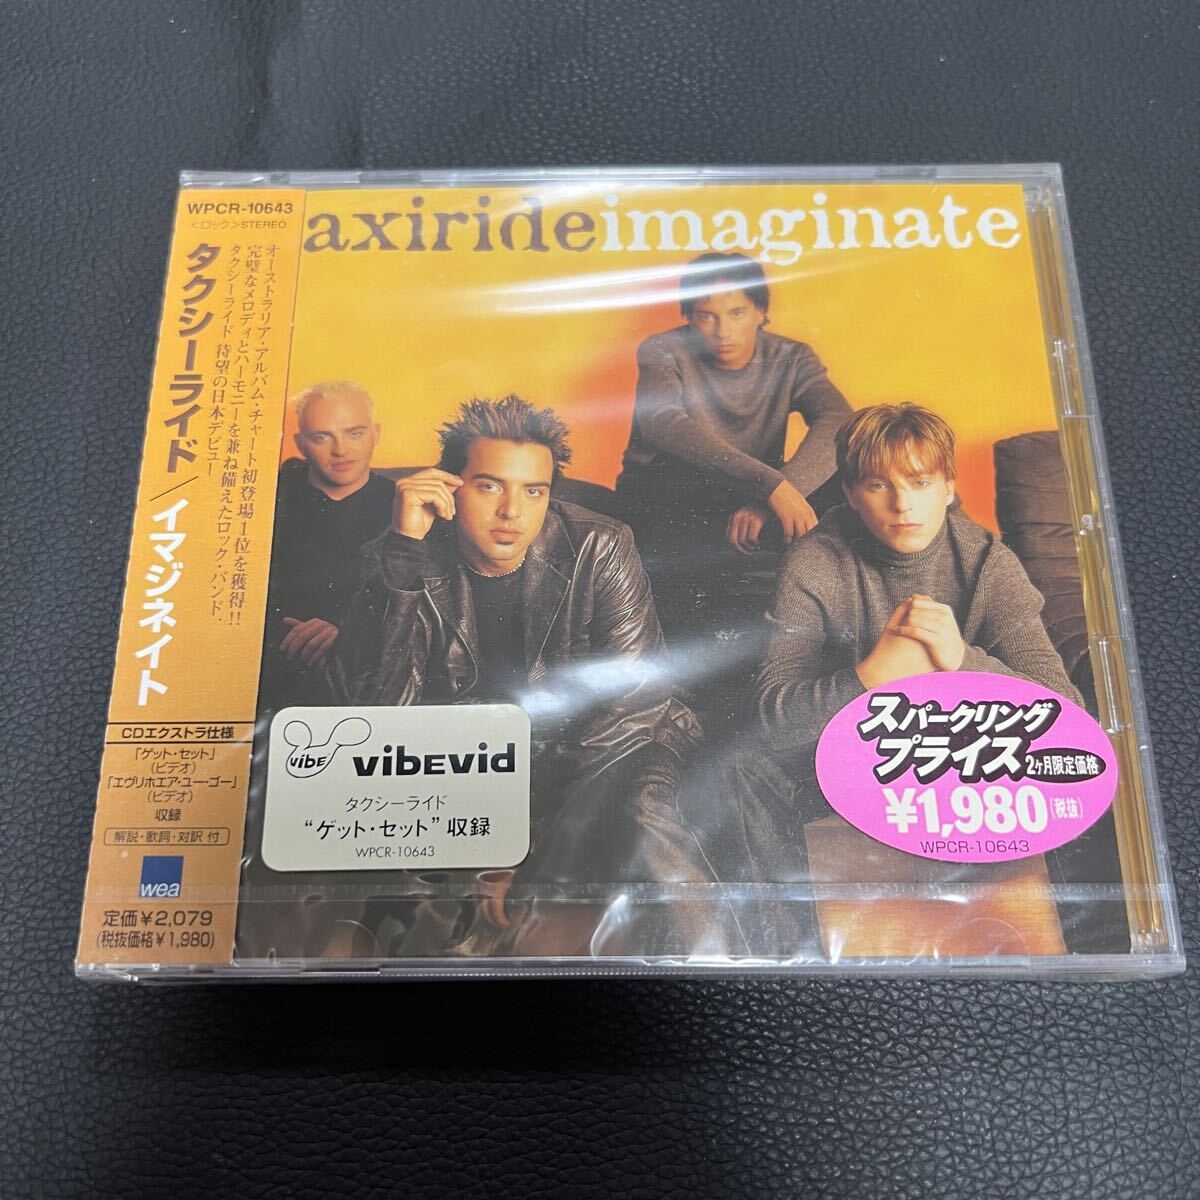 WPCR-10643
<ロック>STEREO
タクシーライド／イマジネイト
オーストラリア・アルバム・チャート初登場1位を獲得!!
完璧なメロディとハーモニーを兼ね備えたロック・バンド、
タクシーライド 待望の日本デビュー
CDエクストラ仕様
「ゲット・セット」
(ビデオ)
「エヴリホエア・ユー・ゴー」
(ビデオ)
収録
解説・歌詞・対訳 付
wea
定価￥2,079
(税抜価格￥1,980)
axirideimaginate
ViBE vibEvid
タクシーライド
“ゲット・セット” 収録
WPCR-10643
スパークリング
プライス 2ヶ月限定価格
¥1,980(税抜)
WPCR-10643